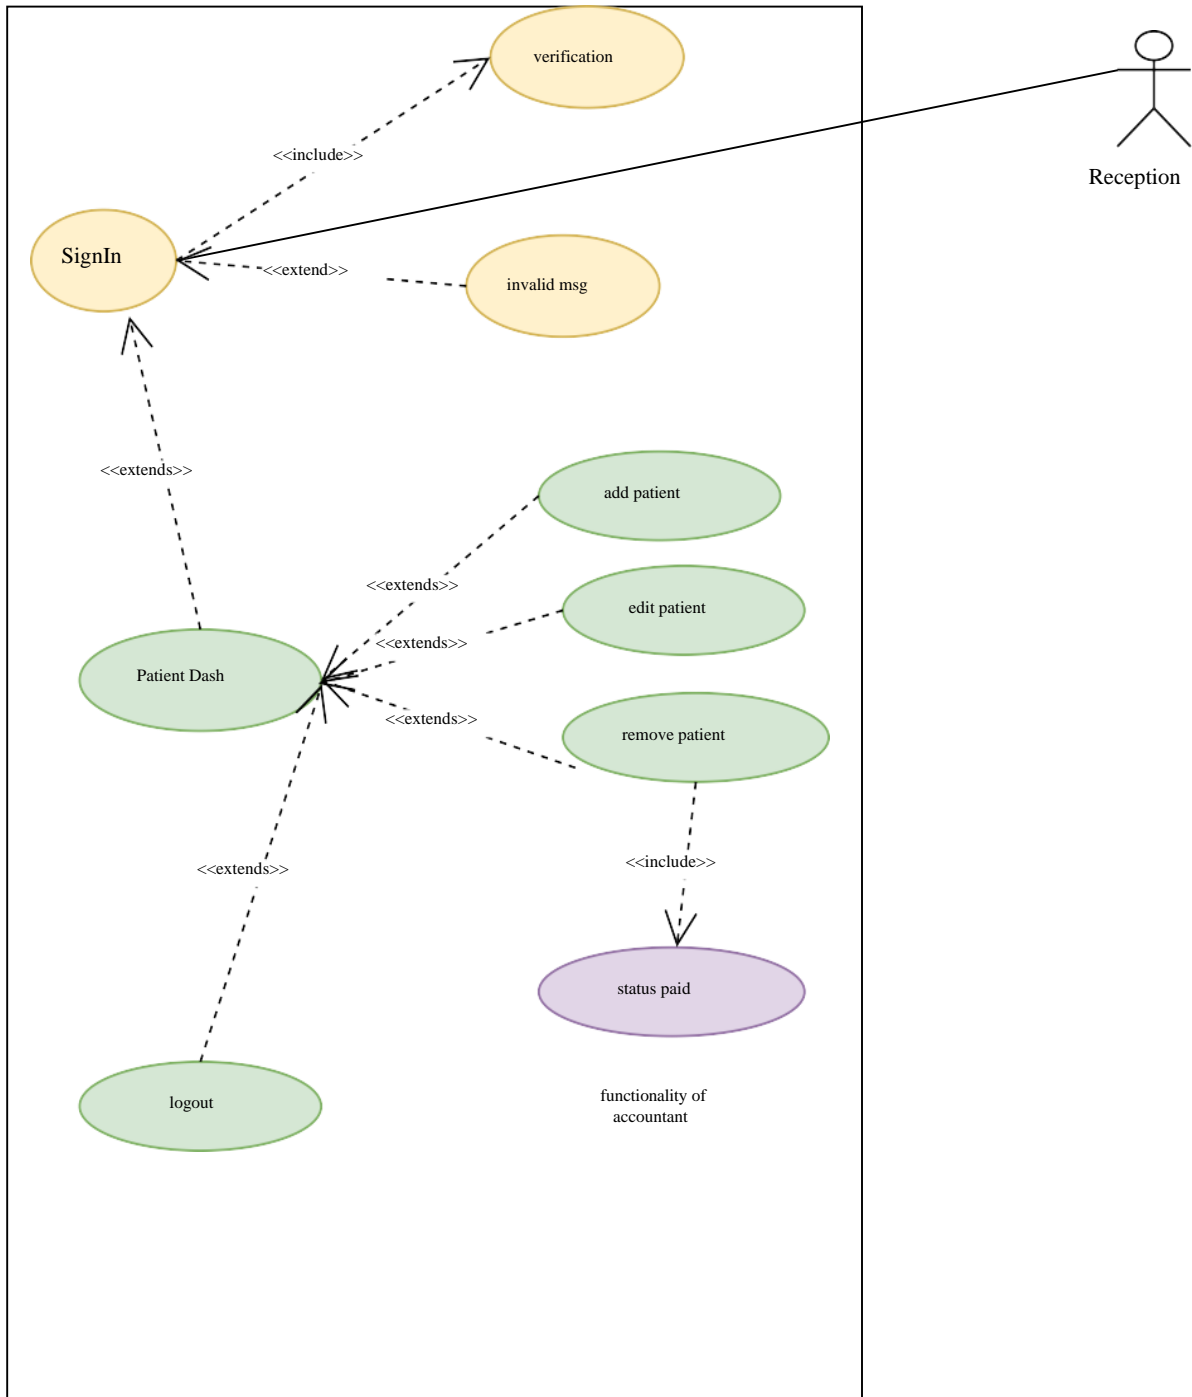 verification
<<include>>
Reception
SignIn
<<extend>>
invalid msg
<<extends>>
add patient
<<extends>>
edit patient
<<extends>>
Patient Dash
<<extends>>
remove patient
<<include>>
<<extends>>
status paid
functionality of
accountant
logout